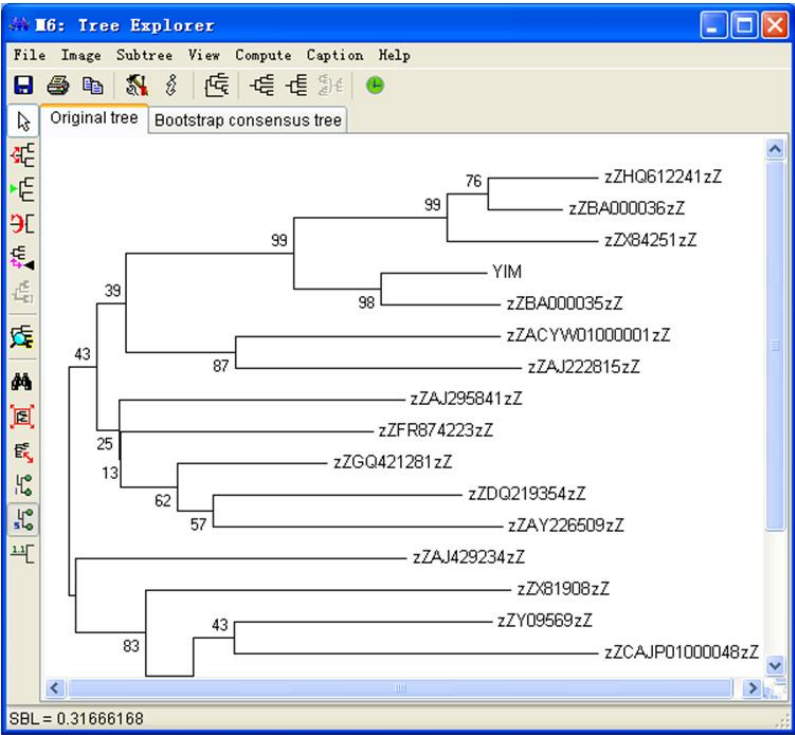 M6: Tree Explorer
File Image Subtree View Compute Caption Help
Original tree Bootstrap consensus tree
76 zZHQ612241zZ
99 zZBA000036zZ
99 zZX84251zZ
YIM
39 98 zZBA000035zZ
zZACYW01000001zZ
43 87 zZAJ222815zZ
zZAJ295841zZ
25 zZFR874223zZ
13 zZGQ421281zZ
62 zZDQ219354zZ
57 zZAY226509zZ
zZAJ429234zZ
zZX81908zZ
43 zZY09569zZ
83 zZCAJP01000048zZ
SBL = 0.31666168